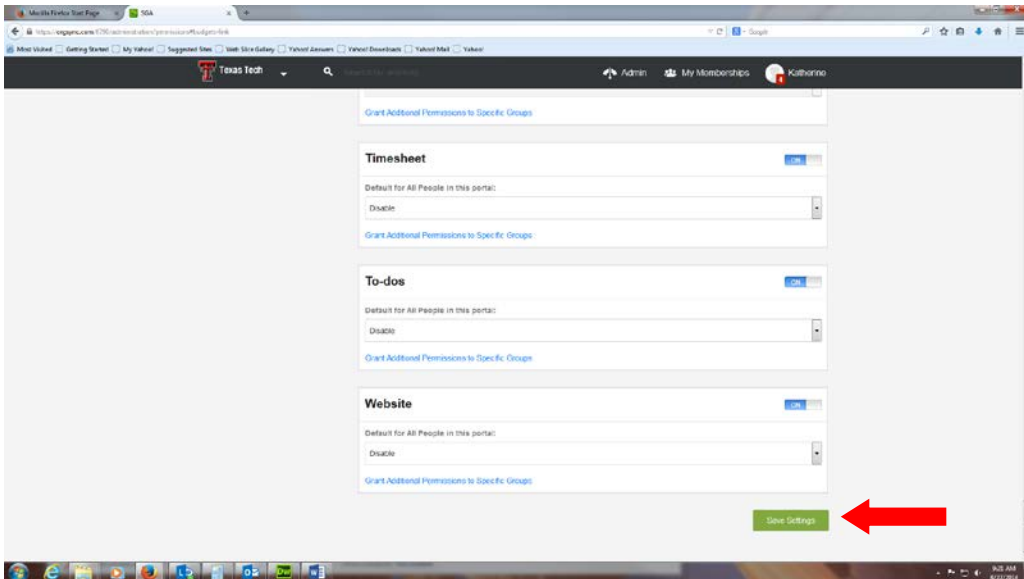 Mozilla Firefox Start Page
SGA
Google
Most Visited Getting Started My Yahoo! Suggested Sites Web Slice Gallery Yahoo! Answers Yahoo! Downloads Yahoo! Mail Yahoo!
Texas Tech Admin My Memberships Katherine
Grant Additional Permissions to Specific Groups
Timesheet ON
Default for All People in this portal:
Disable
Grant Additional Permissions to Specific Groups
To-dos ON
Default for All People in this portal:
Disable
Grant Additional Permissions to Specific Groups
Website ON
Default for All People in this portal:
Disable
Grant Additional Permissions to Specific Groups
Save Settings